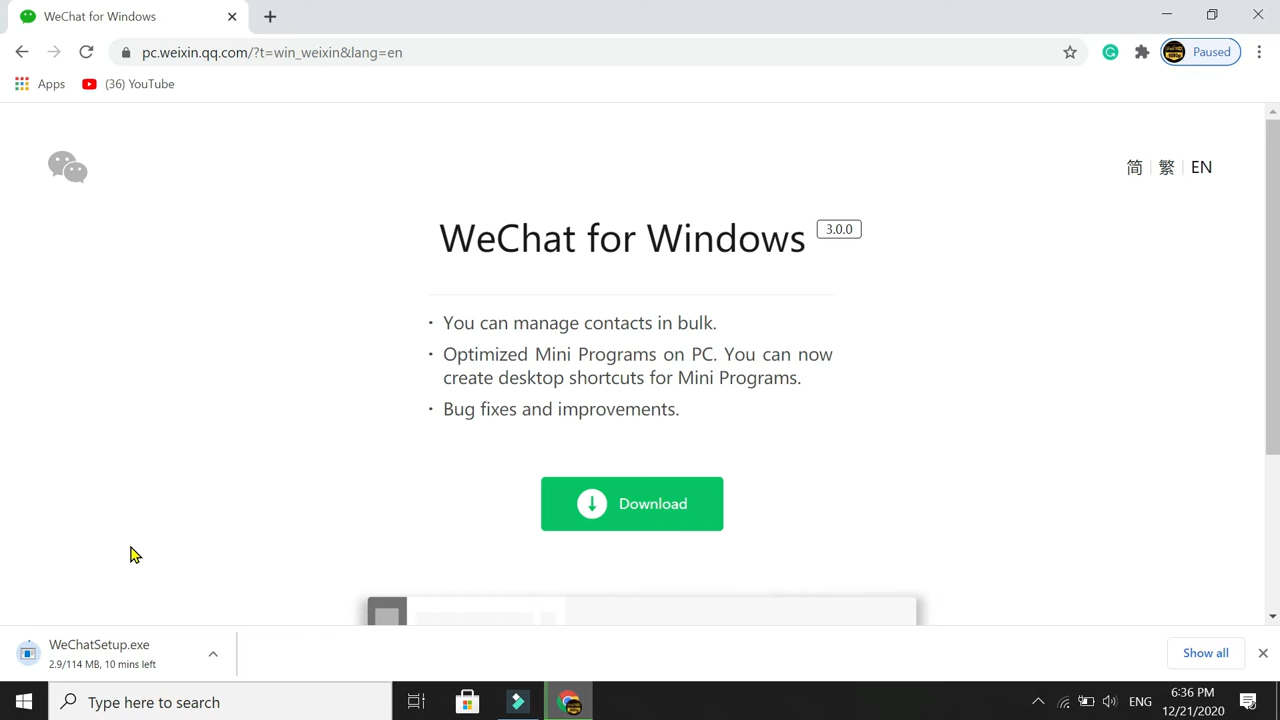 WeChat for Windows
pc.weixin.qq.com/?t=win_weixin&lang=en
Paused
Apps
(36) YouTube
简 | 繁 | EN
WeChat for Windows 3.0.0
· You can manage contacts in bulk.
· Optimized Mini Programs on PC. You can now
create desktop shortcuts for Mini Programs.
· Bug fixes and improvements.
Download
WeChatSetup.exe
2.9/114 MB, 10 mins left
Show all
Type here to search
ENG
6:36 PM
12/21/2020